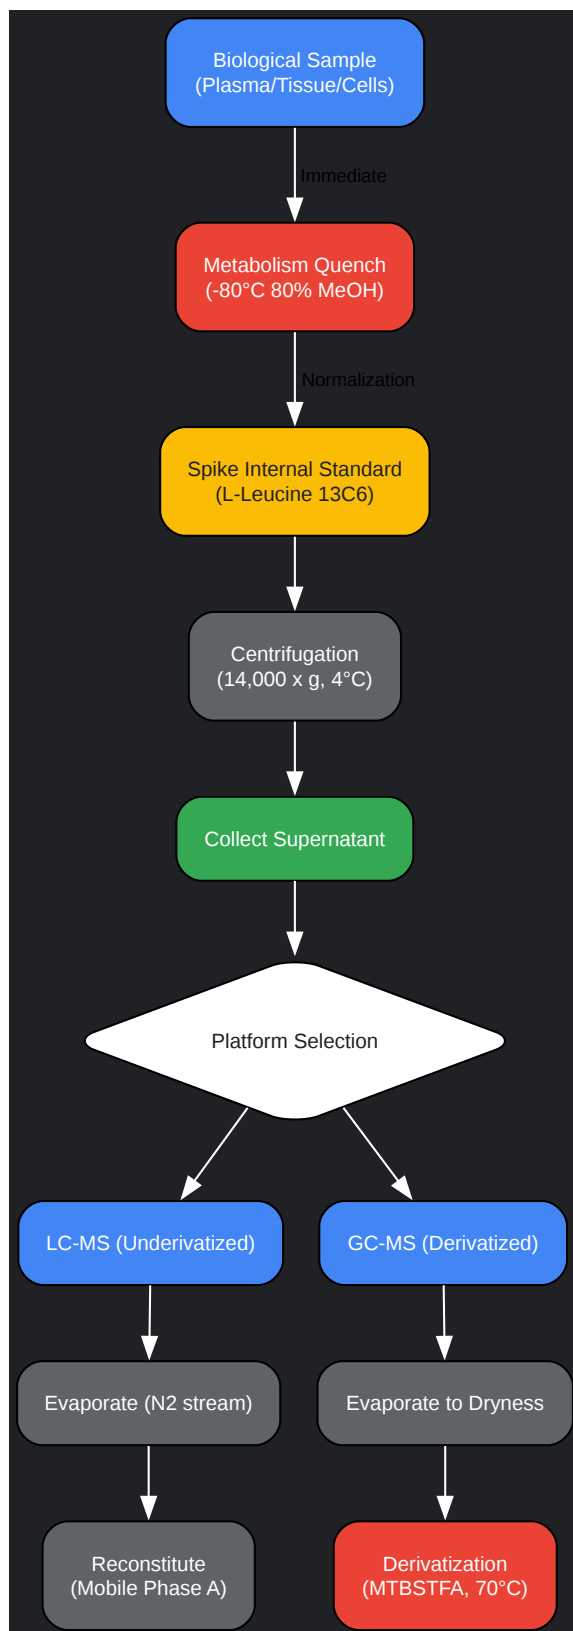 Biological Sample
(Plasma/Tissue/Cells)
Immediate
Metabolism Quench
(-80°C 80% MeOH)
Normalization
Spike Internal Standard
(L-Leucine 13C6)
Centrifugation
(14,000 x g, 4°C)
Collect Supernatant
Platform Selection
LC-MS (Underivatized)
GC-MS (Derivatized)
Evaporate (N2 stream)
Evaporate to Dryness
Reconstitute
(Mobile Phase A)
Derivatization
(MTBSTFA, 70°C)